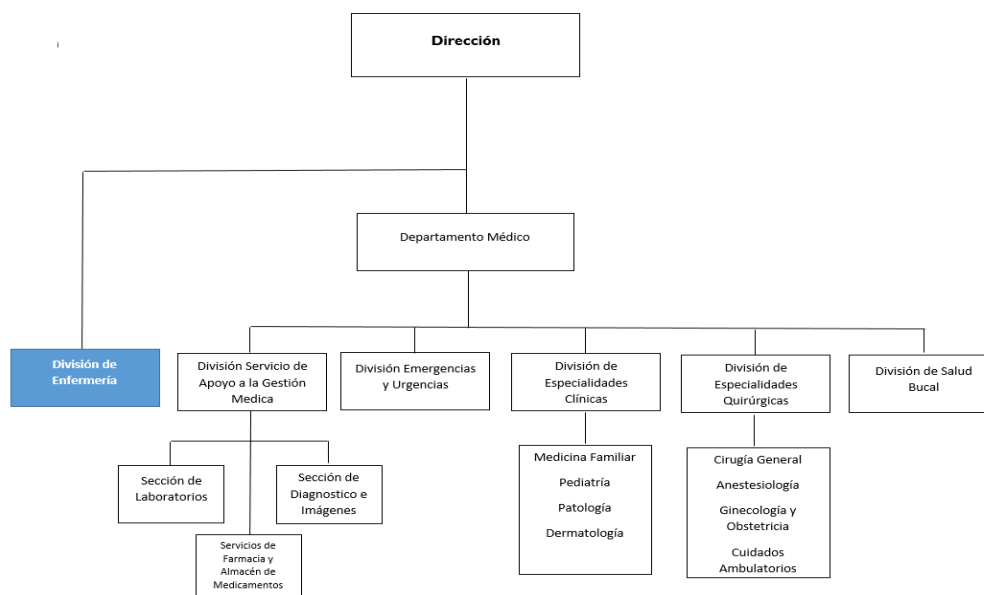 Dirección
Departamento Médico
División de
Enfermería
División Servicio de
Apoyo a la Gestión
Medica
División Emergencias
y Urgencias
División de
Especialidades
Clínicas
División de
Especialidades
Quirúrgicas
División de Salud
Bucal
Sección de
Laboratorios
Sección de
Diagnostico e
Imágenes
Servicios de
Farmacia y
Almacén de
Medicamentos
Medicina Familiar
Pediatría
Patología
Dermatología
Cirugía General
Anestesiología
Ginecología y
Obstetricia
Cuidados
Ambulatorios